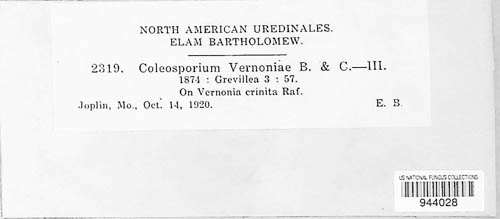 NORTH AMERICAN UREDINALES.
ELAM BARTHOLOMEW.
2319. Coleosporium Vernoniae B. & C.—III.
1874 : Grevillea 3 : 57.
On Vernonia crinita Raf.
Joplin, Mo., Oct. 14, 1920. E. B.
US NATIONAL FUNGUS COLLECTIONS
944028